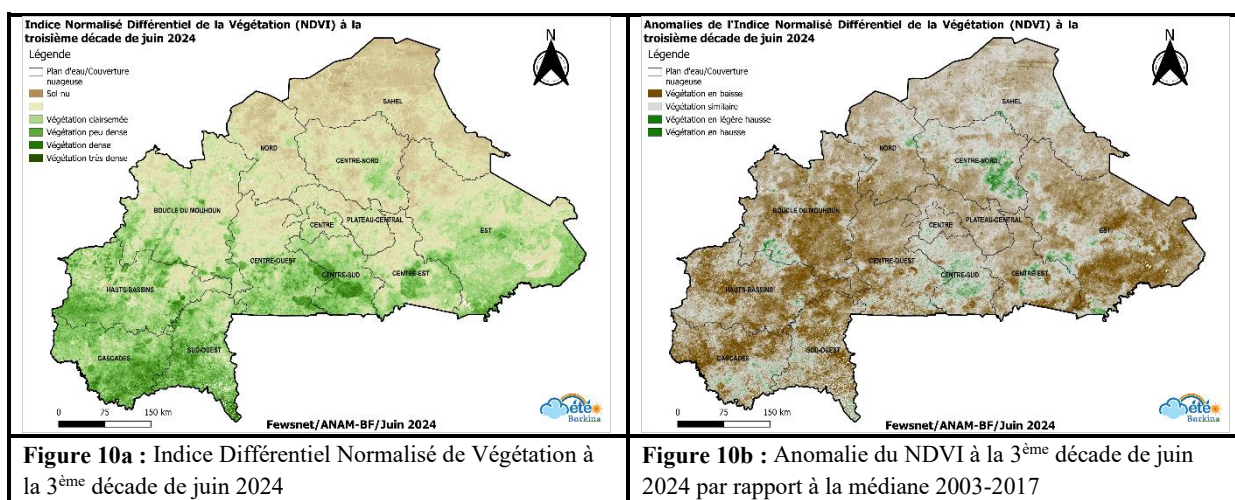 Indice Normalisé Différentiel de la Végétation (NDVI) à la
troisième décade de juin 2024
Légende
Plan d'eau/Couverture
nuageuse
Sol nu
Végétation clairsemée
Végétation peu dense
Végétation dense
Végétation très dense
N
SAHEL
NORD
CENTRE-NORD
BOUCLE DU MOUHOUN
CENTRE
PLATEAU-CENTRAL
EST
CENTRE-OUEST
CENTRE-SUD
CENTRE-EST
HAUTS-BASSINS
CASCADES
SUD-OUEST
0 75 150 km
Fewsnet/ANAM-BF/Juin 2024
Météo
Burkina
Figure 10a : Indice Différentiel Normalisé de Végétation à
la 3ème décade de juin 2024
Anomalies de l'Indice Normalisé Différentiel de la Végétation (NDVI) à la
troisième décade de juin 2024
Légende
Plan d'eau/Couverture
nuageuse
Végétation en baisse
Végétation similaire
Végétation en légère hausse
Végétation en hausse
N
SAHEL
NORD
CENTRE-NORD
BOUCLE DU MOUHOUN
CENTRE
PLATEAU-CENTRAL
EST
CENTRE-OUEST
CENTRE-SUD
CENTRE-EST
HAUTS-BASSINS
CASCADES
SUD-OUEST
0 75 150 km
Fewsnet/ANAM-BF/Juin 2024
Météo
Burkina
Figure 10b : Anomalie du NDVI à la 3ème décade de juin
2024 par rapport à la médiane 2003-2017